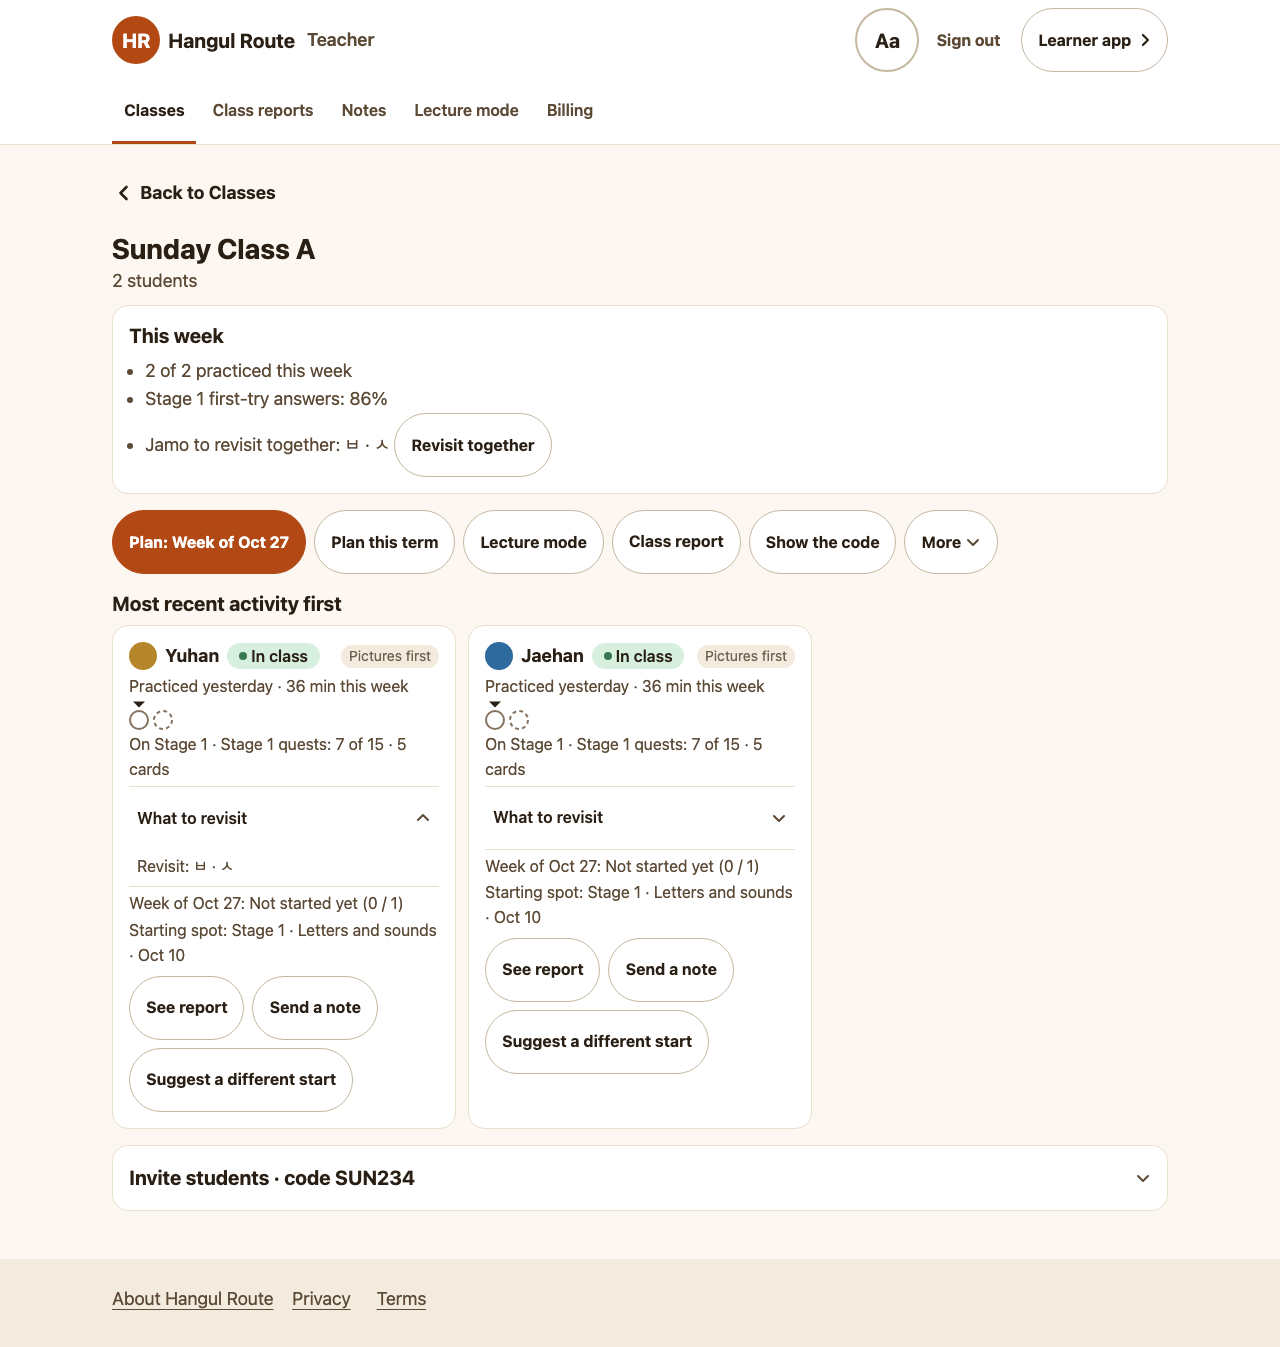 HR Hangul Route Teacher
Aa Sign out Learner app
Classes Class reports Notes Lecture mode Billing
Back to Classes
Sunday Class A
2 students
This week
• 2 of 2 practiced this week
• Stage 1 first-try answers: 86%
• Jamo to revisit together: ㅂ · ㅅ Revisit together
Plan: Week of Oct 27 Plan this term Lecture mode Class report Show the code More
Most recent activity first
Yuhan In class Pictures first
Practiced yesterday · 36 min this week
On Stage 1 · Stage 1 quests: 7 of 15 · 5
cards
What to revisit
Revisit: ㅂ · ㅅ
Week of Oct 27: Not started yet (0 / 1)
Starting spot: Stage 1 · Letters and sounds
· Oct 10
See report Send a note
Suggest a different start
Jaehan In class Pictures first
Practiced yesterday · 36 min this week
On Stage 1 · Stage 1 quests: 7 of 15 · 5
cards
What to revisit
Week of Oct 27: Not started yet (0 / 1)
Starting spot: Stage 1 · Letters and sounds
· Oct 10
See report Send a note
Suggest a different start
Invite students · code SUN234
About Hangul Route Privacy Terms